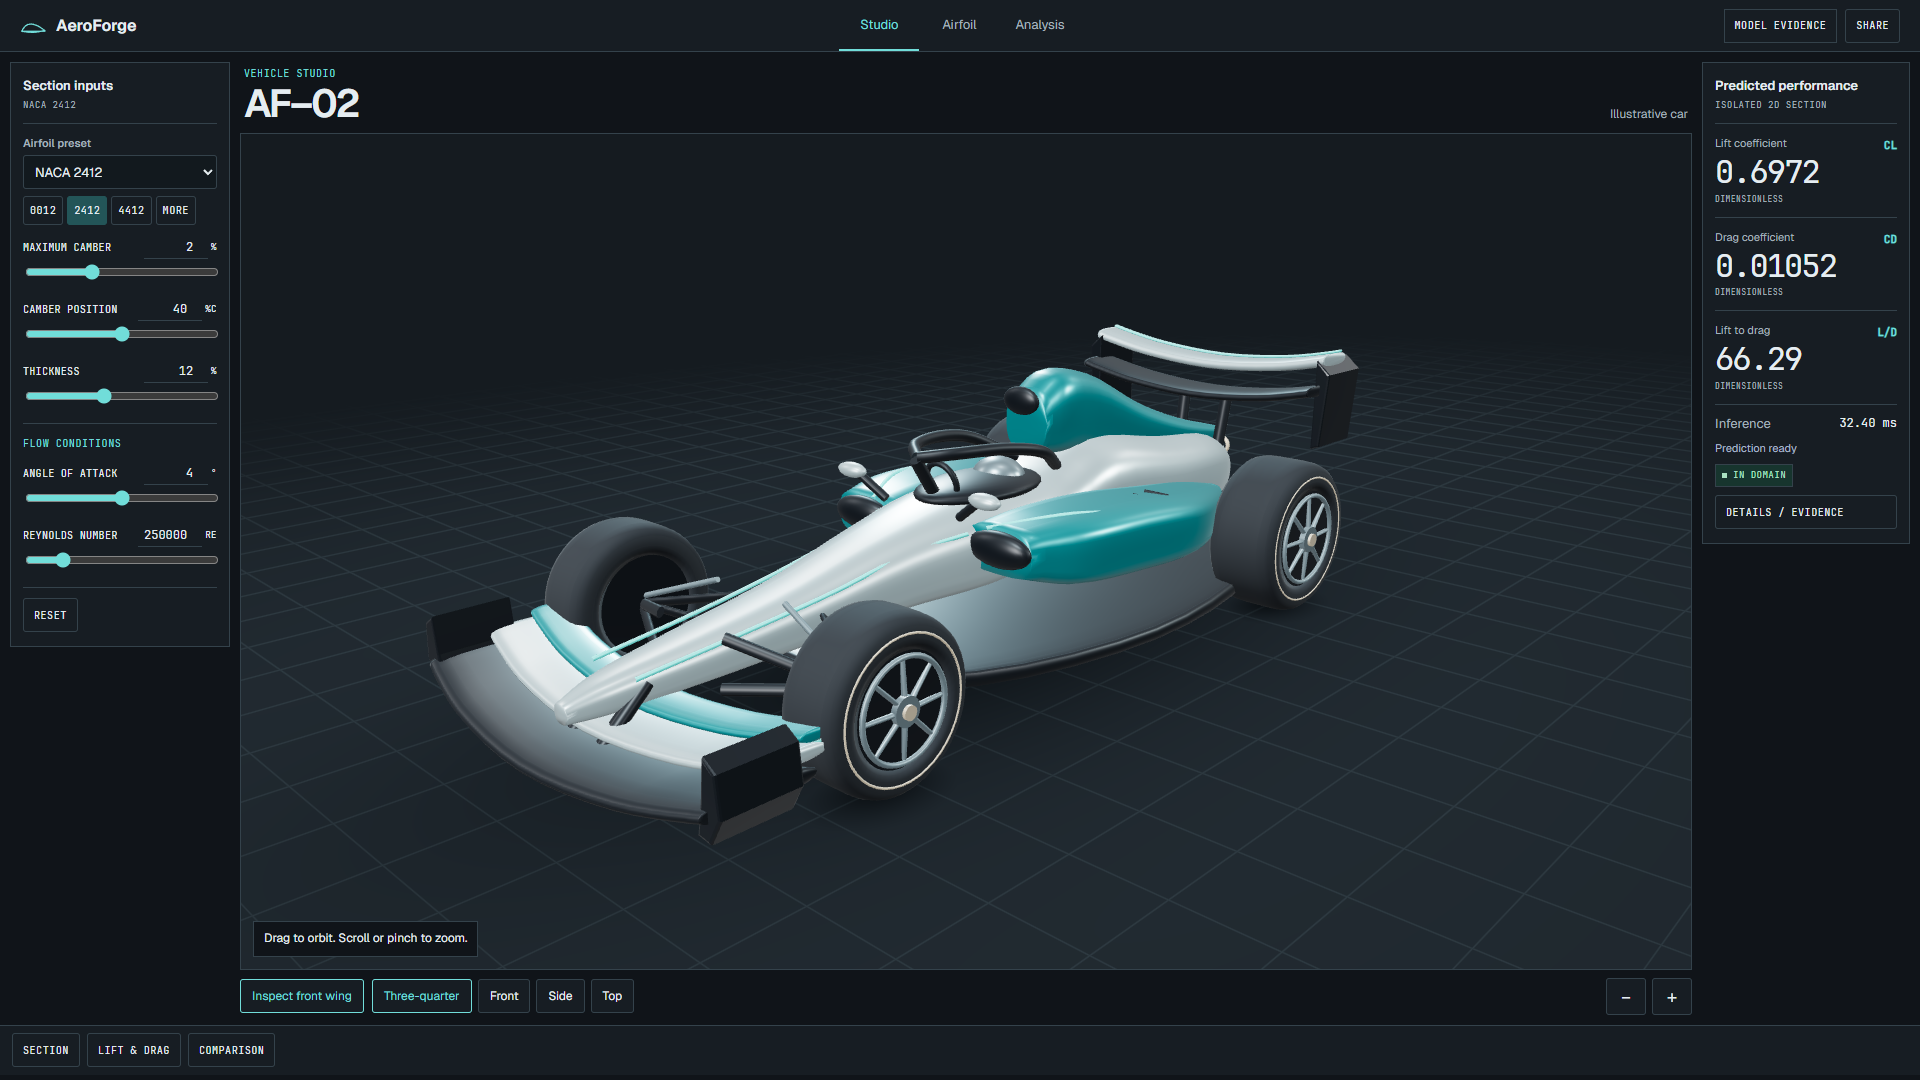 AeroForge
Studio
Airfoil
Analysis
MODEL EVIDENCE
SHARE
Section inputs
NACA 2412
Airfoil preset
NACA 2412
0012
2412
4412
MORE
MAXIMUM CAMBER 2 %
CAMBER POSITION 40 %C
THICKNESS 12 %
FLOW CONDITIONS
ANGLE OF ATTACK 4 °
REYNOLDS NUMBER 250000 RE
RESET
VEHICLE STUDIO
AF—02
Illustrative car
Drag to orbit. Scroll or pinch to zoom.
Inspect front wing
Three-quarter
Front
Side
Top
−
+
Predicted performance
ISOLATED 2D SECTION
Lift coefficient CL
0.6972
DIMENSIONLESS
Drag coefficient CD
0.01052
DIMENSIONLESS
Lift to drag L/D
66.29
DIMENSIONLESS
Inference 32.40 ms
Prediction ready
IN DOMAIN
DETAILS / EVIDENCE
SECTION
LIFT & DRAG
COMPARISON